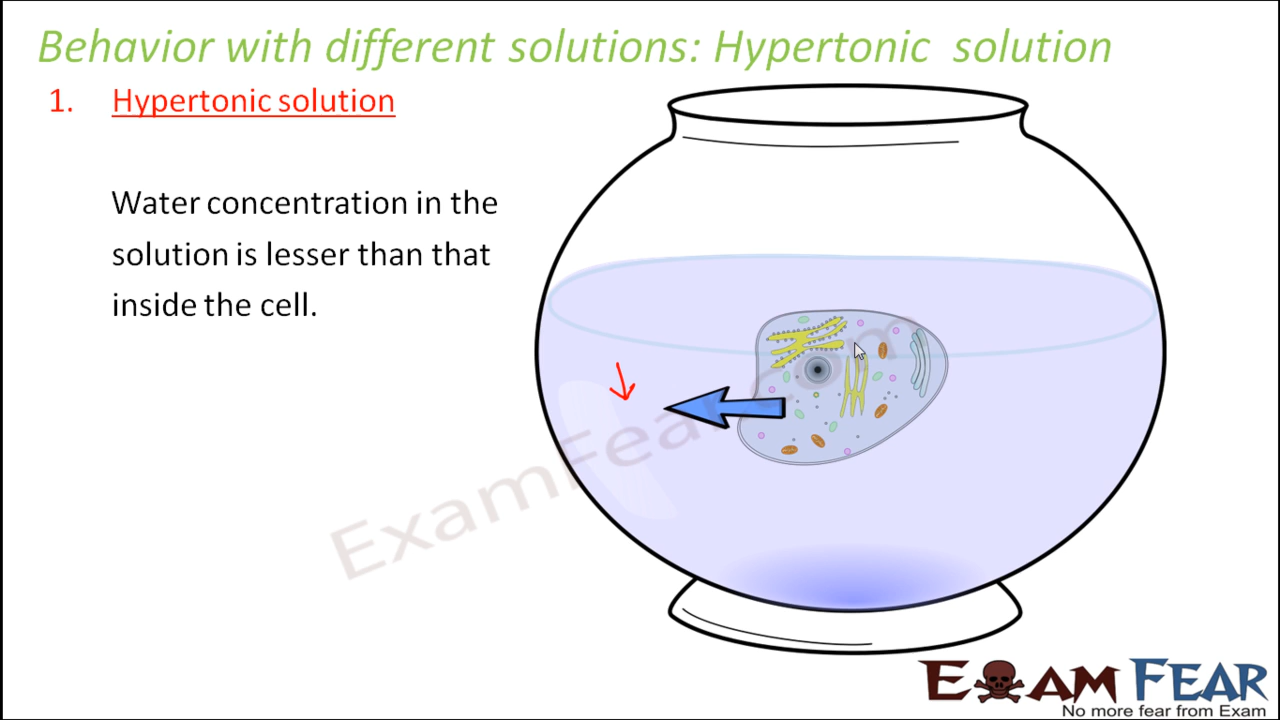 Behavior with different solutions: Hypertonic solution
1. Hypertonic solution
Water concentration in the
solution is lesser than that
inside the cell.
ExamFear.com
EXAM FEAR
No more fear from Exam